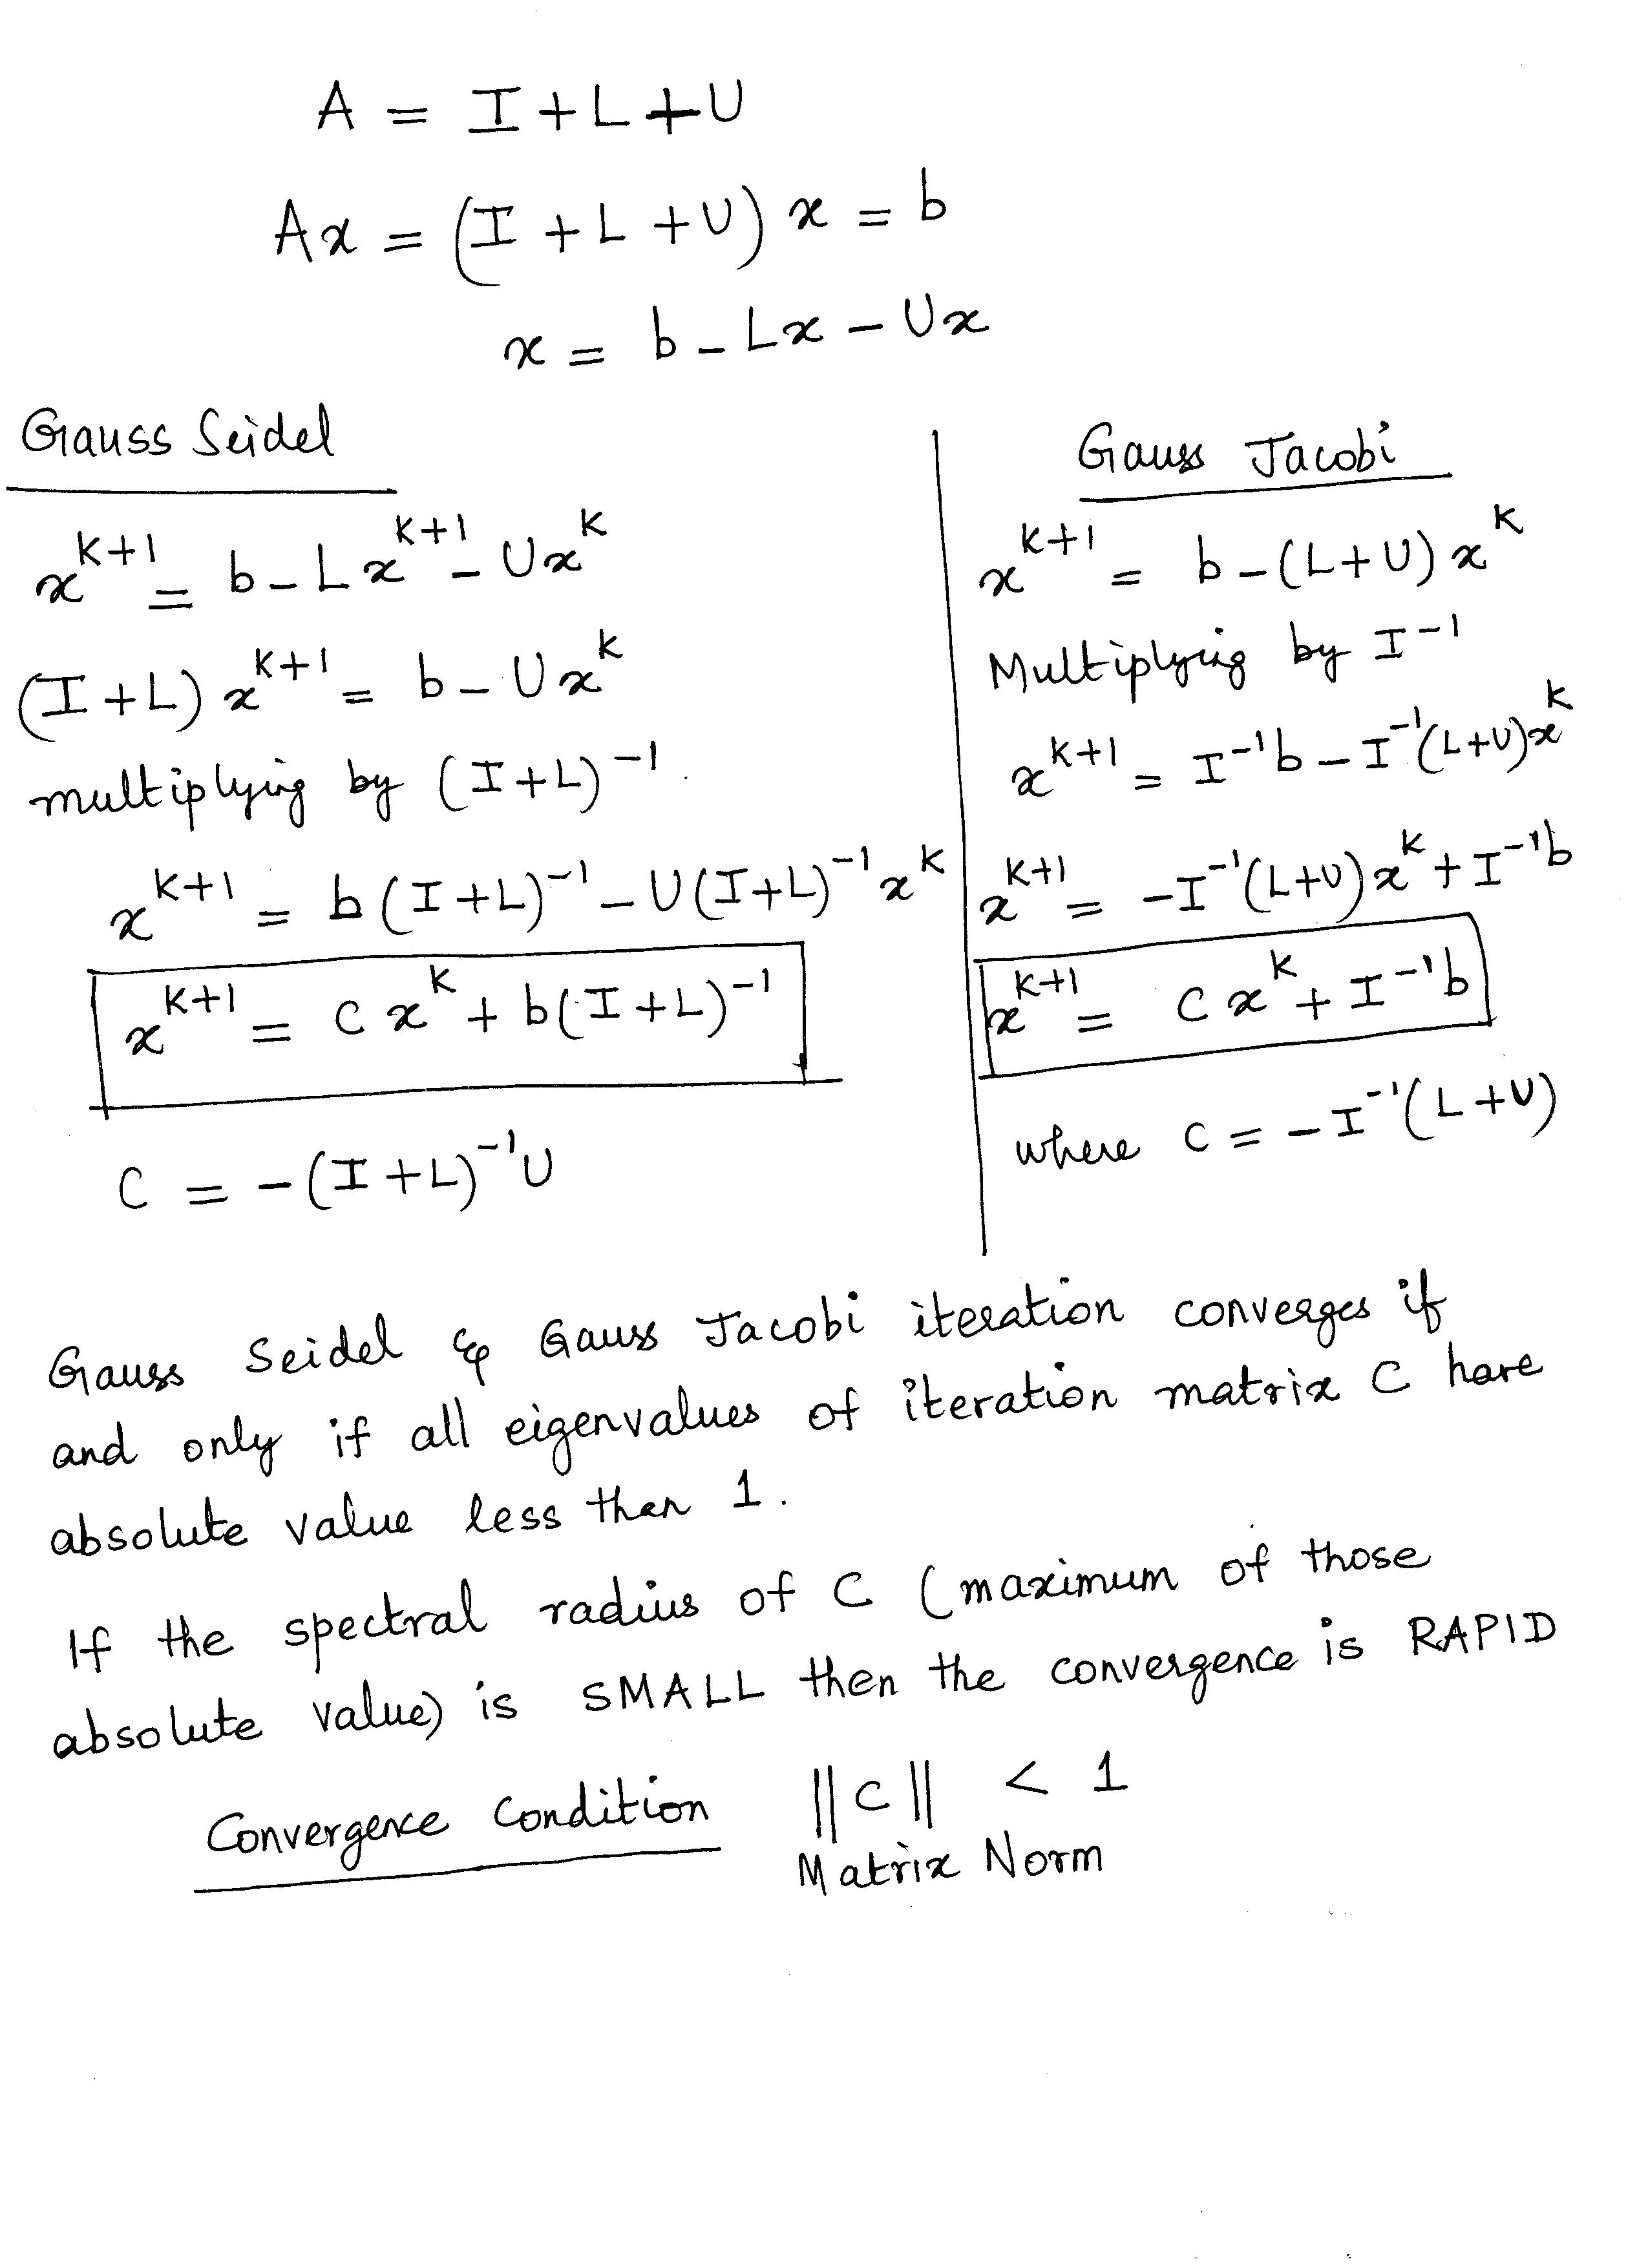 A = I + L + U
Ax = (I + L + U) x = b
x = b - Lx - Ux
Gauss Seidel
x^{k+1} = b - Lx^{k+1} - Ux^k
(I + L) x^{k+1} = b - Ux^k
multiplying by (I + L)^{-1}.
x^{k+1} = b (I + L)^{-1} - U (I + L)^{-1} x^k
x^{k+1} = C x^k + b (I + L)^{-1}
C = - (I + L)^{-1} U
Gauss Jacobi
x^{k+1} = b - (L + U) x^k
Multiplying by I^{-1}
x^{k+1} = I^{-1} b - I^{-1} (L + U) x^k
x^{k+1} = - I^{-1} (L + U) x^k + I^{-1} b
x^{k+1} = C x^k + I^{-1} b
where C = - I^{-1} (L + U)
Gauss Seidel & Gauss Jacobi iteration converges if
and only if all eigenvalues of iteration matrix C have
absolute value less than 1.
If the spectral radius of C (maximum of those
absolute value) is SMALL then the convergence is RAPID
Convergence Condition ||C|| < 1
Matrix Norm